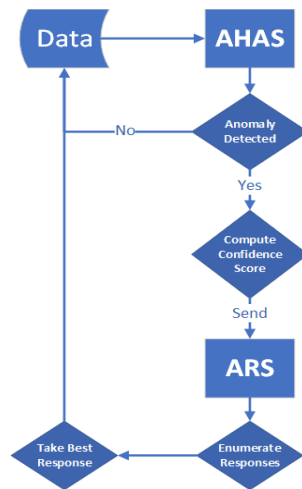 Data
AHAS
Anomaly
Detected
No
Yes
Compute
Confidence
Score
Send
ARS
Take Best
Response
Enumerate
Responses